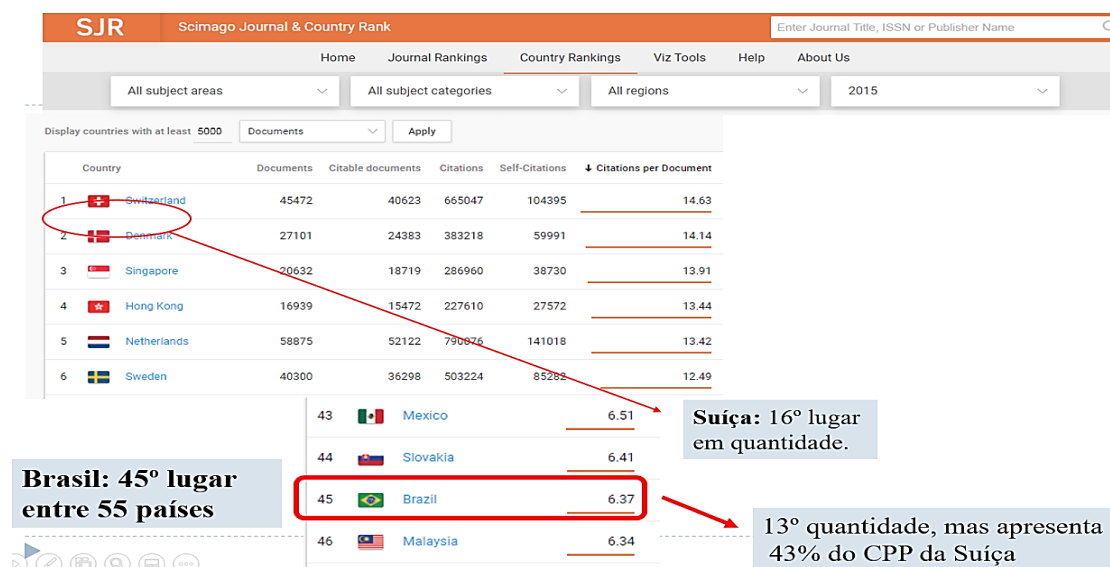 SJR Scimago Journal & Country Rank Enter Journal Title, ISSN or Publisher Name
Home Journal Rankings Country Rankings Viz Tools Help About Us
All subject areas All subject categories All regions 2015
Display countries with at least 5000 Documents Apply
Country Documents Citable documents Citations Self-Citations ↓ Citations per Document
1 Switzerland 45472 40623 665047 104395 14.63
2 Denmark 27101 24383 383218 59991 14.14
3 Singapore 20632 18719 286960 38730 13.91
4 Hong Kong 16939 15472 227610 27572 13.44
5 Netherlands 58875 52122 790076 141018 13.42
6 Sweden 40300 36298 503224 85282 12.49
43 Mexico 6.51
44 Slovakia 6.41
45 Brazil 6.37
46 Malaysia 6.34
Suíça: 16º lugar
em quantidade.
Brasil: 45º lugar
entre 55 países
13º quantidade, mas apresenta
43% do CPP da Suíça